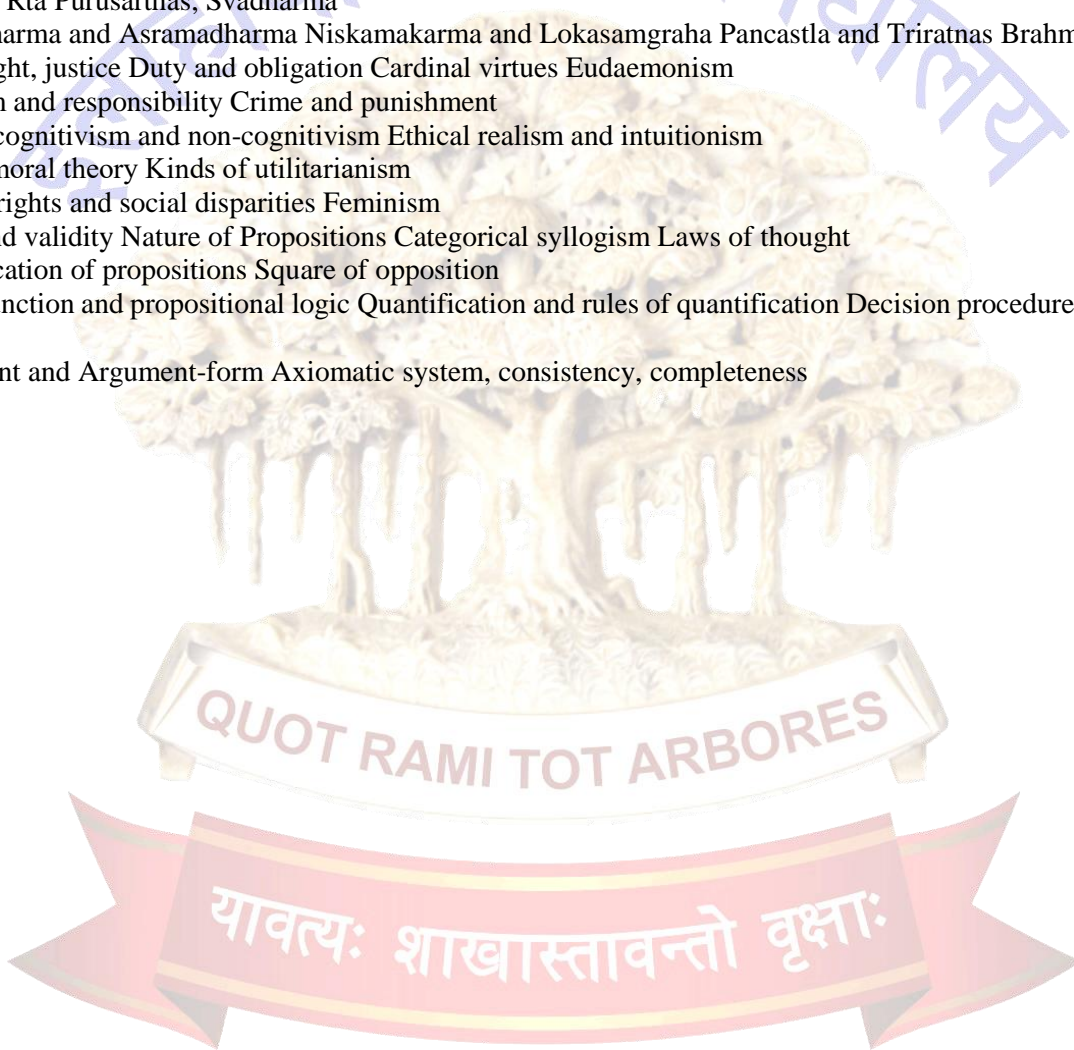 Rta Purusarthas, Svadharma
harma and Asramadharma Niskamakarma and Lokasamgraha Pancastla and Triratnas Brahm
ght, justice Duty and obligation Cardinal virtues Eudaemonism
n and responsibility Crime and punishment
cognitivism and non-cognitivism Ethical realism and intuitionism
moral theory Kinds of utilitarianism
rights and social disparities Feminism
nd validity Nature of Propositions Categorical syllogism Laws of thought
cation of propositions Square of opposition
unction and propositional logic Quantification and rules of quantification Decision procedure
nt and Argument-form Axiomatic system, consistency, completeness
QUOT RAMI TOT ARBORES
यावत्यः शाखास्तावन्तो वृक्षाः